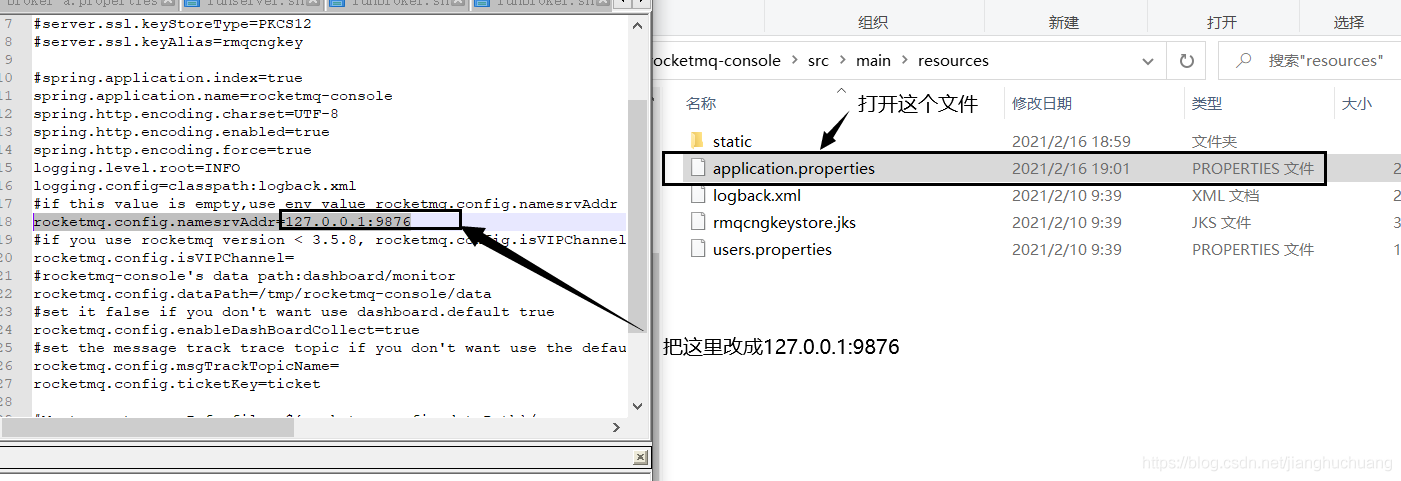 broker a.properties
runserver.sh
runbroker.sh
runbroker.sh
7 #server.ssl.keyStoreType=PKCS12
8 #server.ssl.keyAlias=rmqcngkey
9
10 #spring.application.index=true
11 spring.application.name=rocketmq-console
12 spring.http.encoding.charset=UTF-8
13 spring.http.encoding.enabled=true
14 spring.http.encoding.force=true
15 logging.level.root=INFO
16 logging.config=classpath:logback.xml
17 #if this value is empty,use env value rocketmq.config.namesrvAddr
18 rocketmq.config.namesrvAddr=127.0.0.1:9876
19 #if you use rocketmq version < 3.5.8, rocketmq.config.isVIPChannel
20 rocketmq.config.isVIPChannel=
21 #rocketmq-console's data path:dashboard/monitor
22 rocketmq.config.dataPath=/tmp/rocketmq-console/data
23 #set it false if you don't want use dashboard.default true
24 rocketmq.config.enableDashBoardCollect=true
25 #set the message track trace topic if you don't want use the defau
26 rocketmq.config.msgTrackTopicName=
27 rocketmq.config.ticketKey=ticket
组织 新建 打开 选择
ocketmq-console > src > main > resources
搜索"resources"
名称 修改日期 类型 大小
打开这个文件
static 2021/2/16 18:59 文件夹
application.properties 2021/2/16 19:01 PROPERTIES 文件 2
logback.xml 2021/2/10 9:39 XML 文档 2
rmqcngkeystore.jks 2021/2/10 9:39 JKS 文件 3
users.properties 2021/2/10 9:39 PROPERTIES 文件 1
把这里改成127.0.0.1:9876
https://blog.csdn.net/jianghuchuang